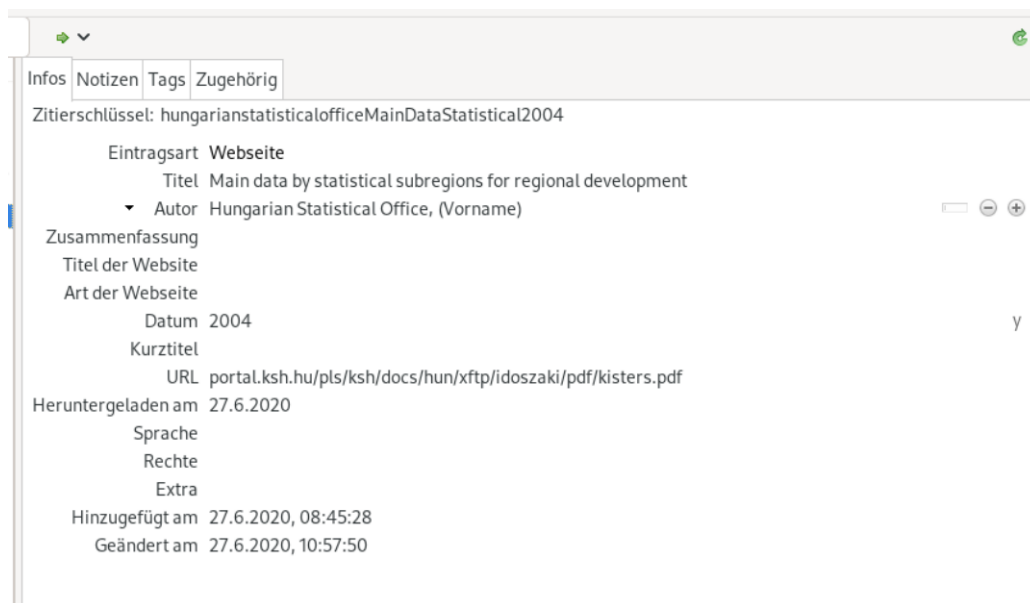 Infos Notizen Tags Zugehörig
Zitierschlüssel: hungarianstatisticalofficeMainDataStatistical2004
Eintragsart Webseite
Titel Main data by statistical subregions for regional development
Autor Hungarian Statistical Office, (Vorname)
Zusammenfassung
Titel der Website
Art der Webseite
Datum 2004 y
Kurztitel
URL portal.ksh.hu/pls/ksh/docs/hun/xftp/idoszaki/pdf/kisters.pdf
Heruntergeladen am 27.6.2020
Sprache
Rechte
Extra
Hinzugefügt am 27.6.2020, 08:45:28
Geändert am 27.6.2020, 10:57:50